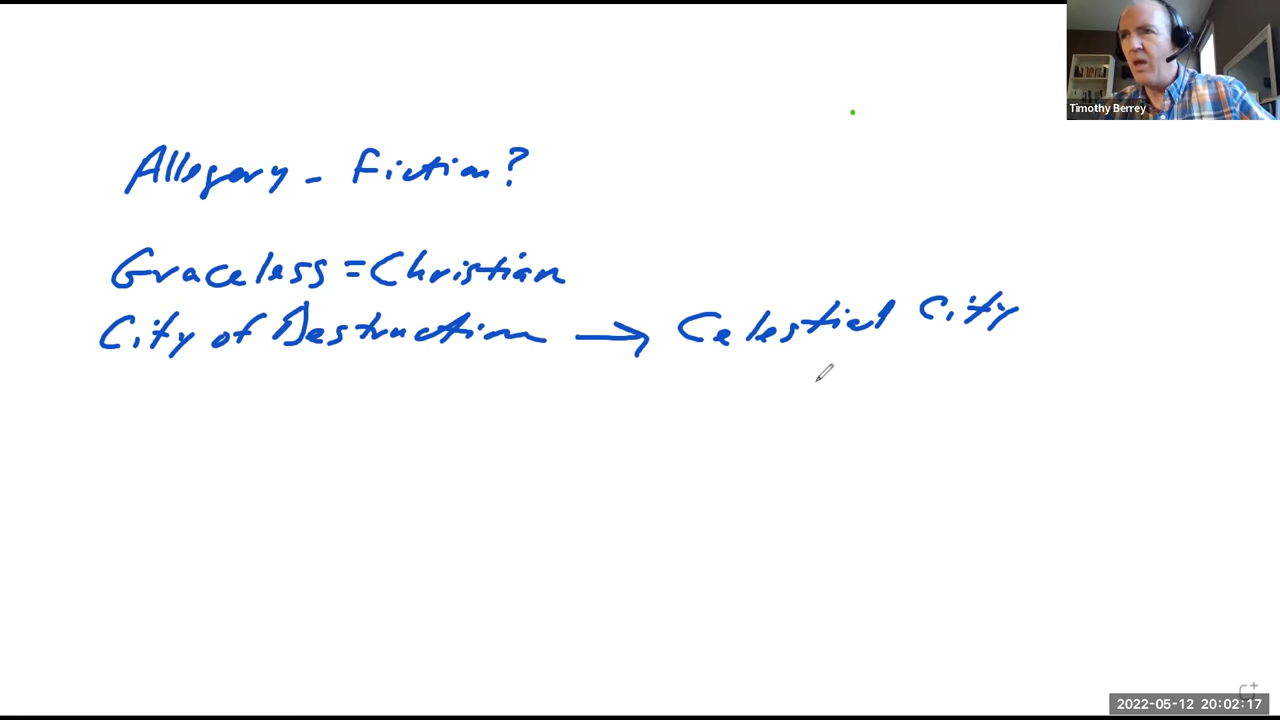 Timothy Berrey
Allegory - Fiction?
Graceless = Christian
City of Destruction → Celestial City
2022-05-12 20:02:17